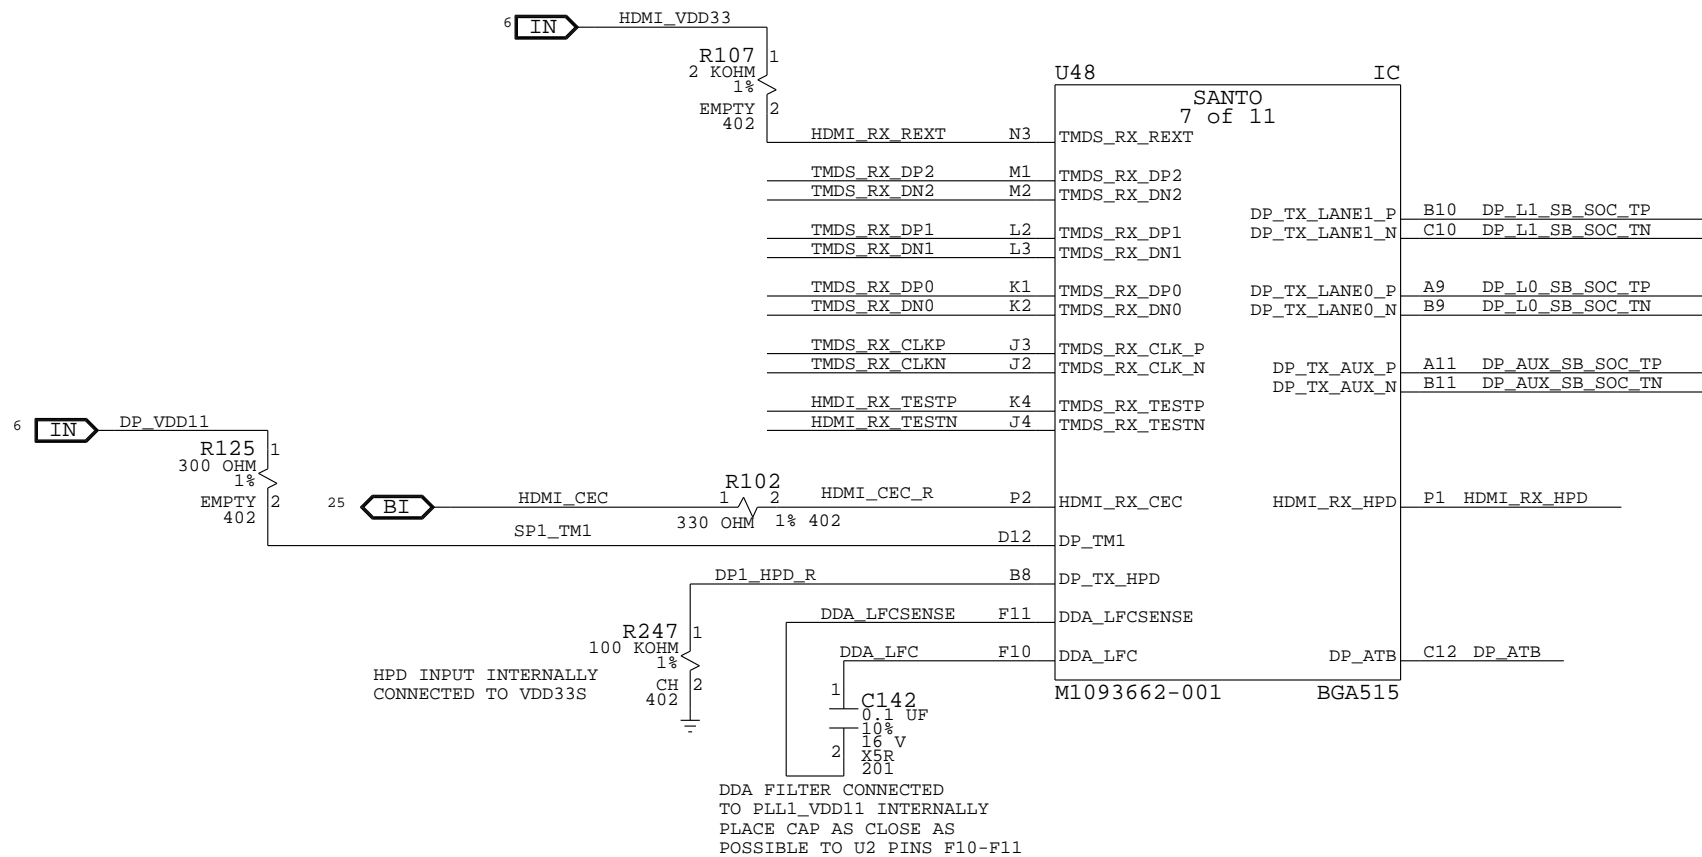 6 IN HDMI_VDD33
R107 1
2 KOHM
1%
EMPTY 2
402
U48 IC
SANTO
7 of 11
HDMI_RX_REXT N3 TMDS_RX_REXT
TMDS_RX_DP2 M1 TMDS_RX_DP2
TMDS_RX_DN2 M2 TMDS_RX_DN2
DP_TX_LANE1_P B10 DP_L1_SB_SOC_TP
TMDS_RX_DP1 L2 TMDS_RX_DP1 DP_TX_LANE1_N C10 DP_L1_SB_SOC_TN
TMDS_RX_DN1 L3 TMDS_RX_DN1
TMDS_RX_DP0 K1 TMDS_RX_DP0 DP_TX_LANE0_P A9 DP_L0_SB_SOC_TP
TMDS_RX_DN0 K2 TMDS_RX_DN0 DP_TX_LANE0_N B9 DP_L0_SB_SOC_TN
TMDS_RX_CLKP J3 TMDS_RX_CLK_P
TMDS_RX_CLKN J2 TMDS_RX_CLK_N DP_TX_AUX_P A11 DP_AUX_SB_SOC_TP
DP_TX_AUX_N B11 DP_AUX_SB_SOC_TN
HMDI_RX_TESTP K4 TMDS_RX_TESTP
HDMI_RX_TESTN J4 TMDS_RX_TESTN
6 IN DP_VDD11
R125 1
300 OHM
1%
EMPTY 2
402
25 BI HDMI_CEC 1 R102 2 HDMI_CEC_R P2 HDMI_RX_CEC HDMI_RX_HPD P1 HDMI_RX_HPD
330 OHM 1% 402
SP1_TM1 D12 DP_TM1
DP1_HPD_R B8 DP_TX_HPD
DDA_LFCSENSE F11 DDA_LFCSENSE
R247 1
100 KOHM
1%
CH 2
402
HPD INPUT INTERNALLY
CONNECTED TO VDD33S
DDA_LFC F10 DDA_LFC DP_ATB C12 DP_ATB
M1093662-001 BGA515
1 C142
0.1 UF
10%
16 V
2 X5R
201
DDA FILTER CONNECTED
TO PLL1_VDD11 INTERNALLY
PLACE CAP AS CLOSE AS
POSSIBLE TO U2 PINS F10-F11